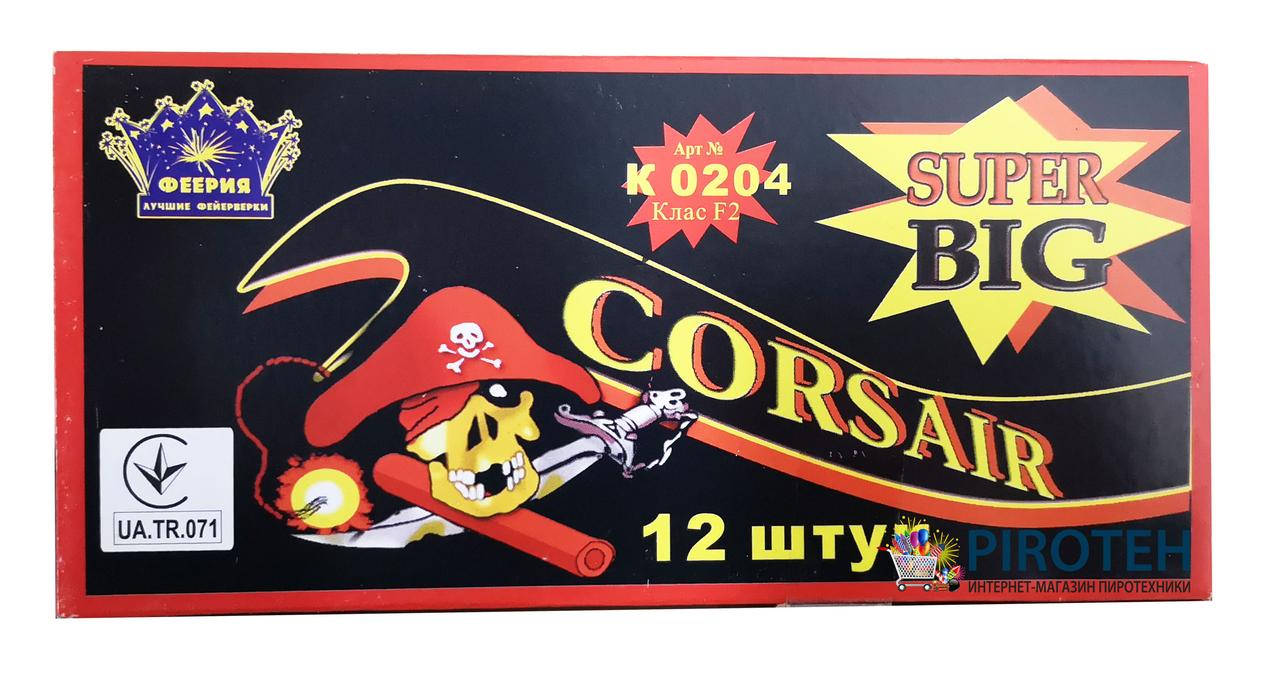 ФЕЕРИЯ
ЛУЧШИЕ ФЕЙЕРВЕРКИ
Арт №
К 0204
Клас F2
SUPER
BIG
CORSAIR
UA.TR.071
12
PIROTEH
ИНТЕРНЕТ-МАГАЗИН ПИРОТЕХНИКИ